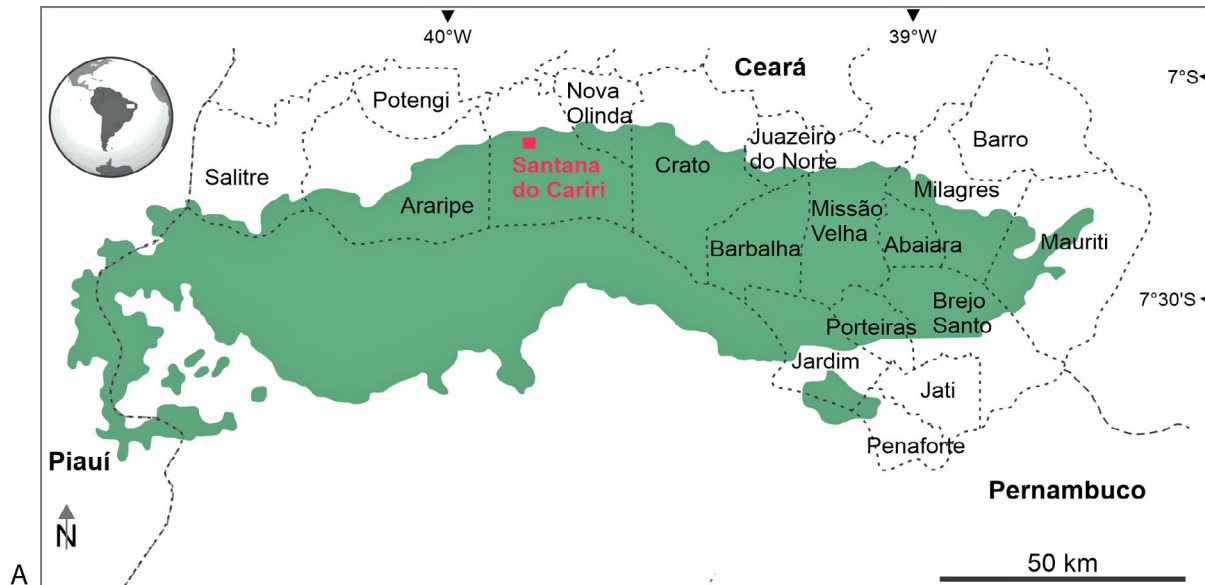 40°W
39°W
Ceará
7°S
Potengi
Nova
Olinda
Juazeiro
do Norte
Barro
Salitre
Santana
do Cariri
Crato
Milagres
Araripe
Missão
Velha
Barbalha
Abaiara
Mauriti
7°30'S
Brejo
Santo
Porteiras
Jardim
Jati
Penaforte
Piauí
Pernambuco
N
50 km
A